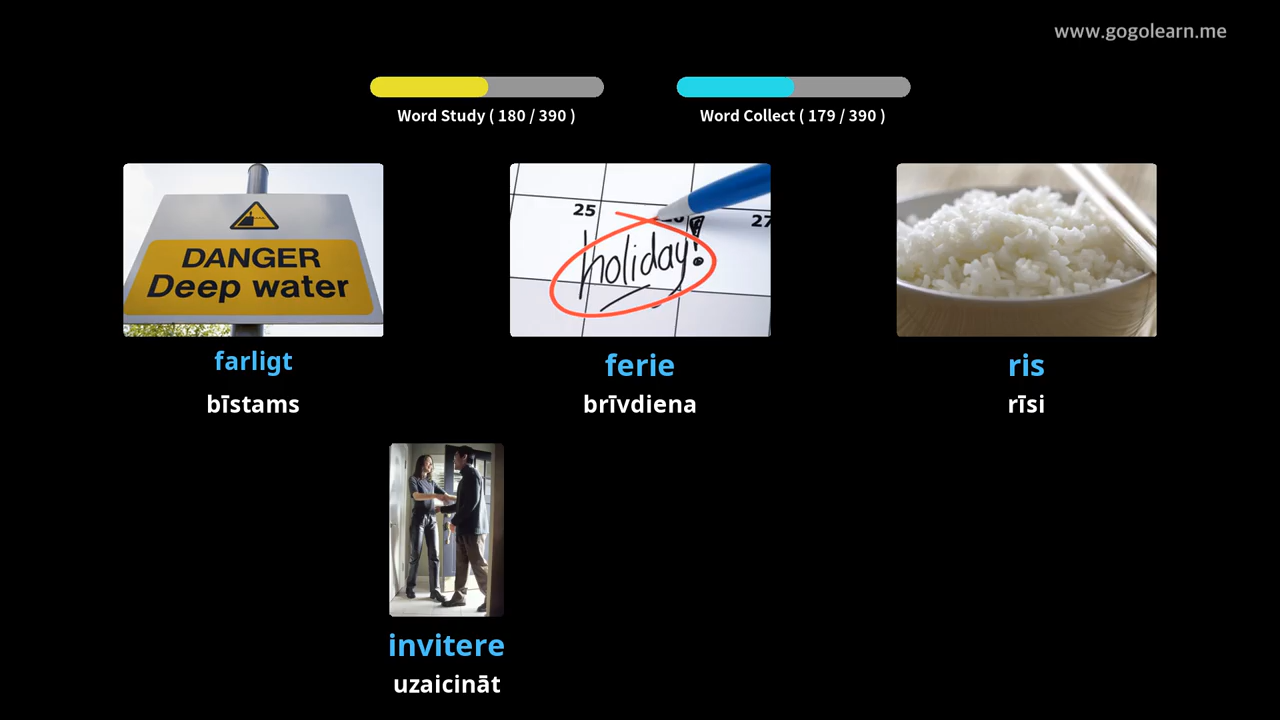 www.gogolearn.me
Word Study ( 180 / 390 )
Word Collect ( 179 / 390 )
DANGER
Deep water
25
27
holiday!
farligt
ferie
ris
bīstams
brīvdiena
rīsi
invitere
uzaicināt